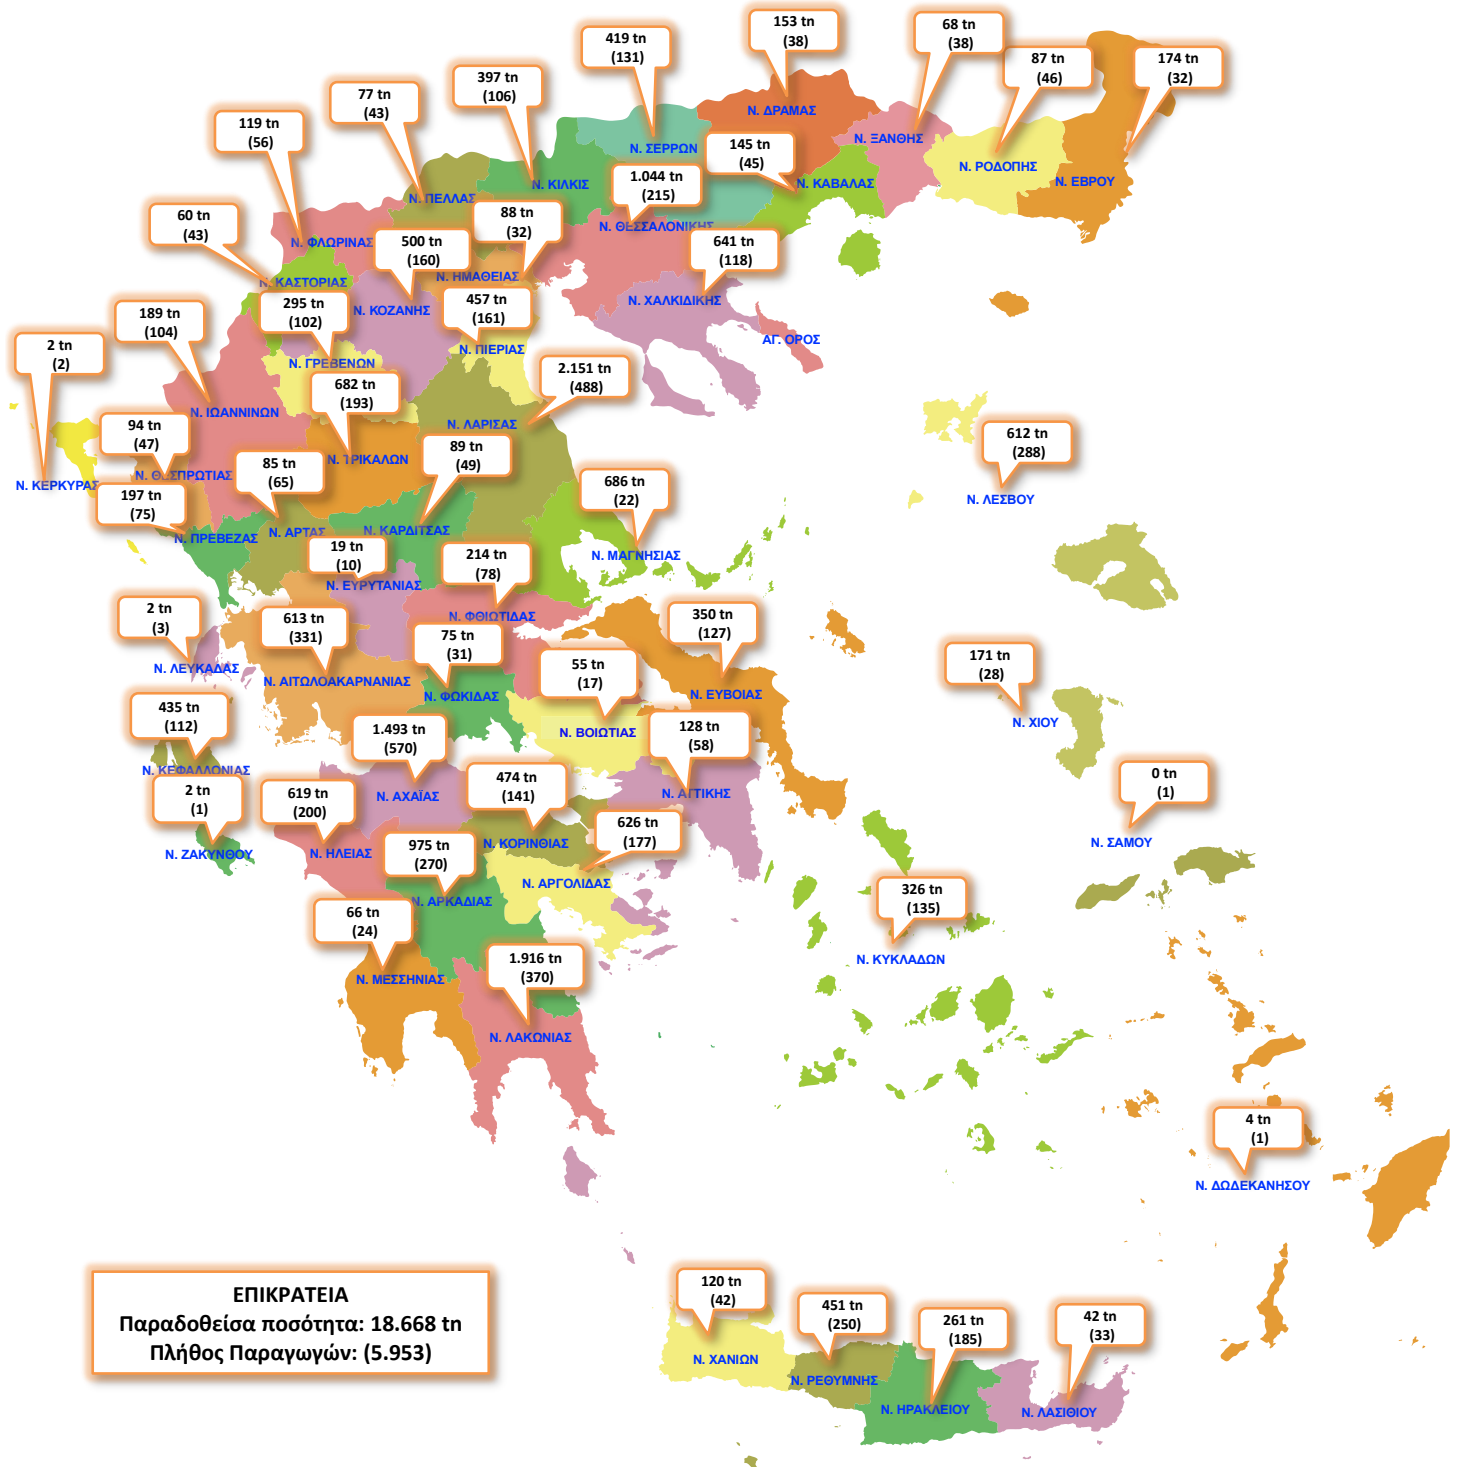 153 tn
(38)
68 tn
(38)
419 tn
(131)
87 tn
(46)
174 tn
(32)
397 tn
(106)
77 tn
(43)
119 tn
(56)
Ν. ΔΡΑΜΑΣ
Ν. ΞΑΝΘΗΣ
Ν. ΣΕΡΡΩΝ
145 tn
(45)
Ν. ΡΟΔΟΠΗΣ
Ν. ΕΒΡΟΥ
Ν. ΚΑΒΑΛΑΣ
Ν. ΚΙΛΚΙΣ
1.044 tn
(215)
Ν. ΠΕΛΛΑΣ
88 tn
(32)
60 tn
(43)
Ν. ΘΕΣΣΑΛΟΝΙΚΗΣ
Ν. ΦΛΩΡΙΝΑΣ
500 tn
(160)
641 tn
(118)
Ν. ΗΜΑΘΕΙΑΣ
Ν. ΚΑΣΤΟΡΙΑΣ
Ν. ΧΑΛΚΙΔΙΚΗΣ
295 tn
(102)
Ν. ΚΟΖΑΝΗΣ
457 tn
(161)
189 tn
(104)
ΑΓ. ΟΡΟΣ
2 tn
(2)
Ν. ΠΙΕΡΙΑΣ
Ν. ΓΡΕΒΕΝΩΝ
2.151 tn
(488)
682 tn
(193)
Ν. ΙΩΑΝΝΙΝΩΝ
Ν. ΛΑΡΙΣΑΣ
94 tn
(47)
612 tn
(288)
89 tn
(49)
Ν. ΤΡΙΚΑΛΩΝ
85 tn
(65)
Ν. ΘΕΣΠΡΩΤΙΑΣ
Ν. ΚΕΡΚΥΡΑΣ
197 tn
(75)
686 tn
(22)
Ν. ΛΕΣΒΟΥ
Ν. ΚΑΡΔΙΤΣΑΣ
Ν. ΑΡΤΑΣ
Ν. ΠΡΕΒΕΖΑΣ
19 tn
(10)
214 tn
(78)
Ν. ΜΑΓΝΗΣΙΑΣ
Ν. ΕΥΡΥΤΑΝΙΑΣ
2 tn
(3)
613 tn
(331)
Ν. ΦΘΙΩΤΙΔΑΣ
350 tn
(127)
75 tn
(31)
171 tn
(28)
Ν. ΛΕΥΚΑΔΑΣ
55 tn
(17)
Ν. ΑΙΤΩΛΟΑΚΑΡΝΑΝΙΑΣ
Ν. ΦΩΚΙΔΑΣ
Ν. ΕΥΒΟΙΑΣ
435 tn
(112)
Ν. ΧΙΟΥ
1.493 tn
(570)
Ν. ΒΟΙΩΤΙΑΣ
128 tn
(58)
Ν. ΚΕΦΑΛΛΟΝΙΑΣ
474 tn
(141)
0 tn
(1)
2 tn
(1)
619 tn
(200)
Ν. ΑΧΑΪΑΣ
Ν. ΑΤΤΙΚΗΣ
626 tn
(177)
Ν. ΚΟΡΙΝΘΙΑΣ
Ν. ΣΑΜΟΥ
975 tn
(270)
Ν. ΖΑΚΥΝΘΟΥ
Ν. ΗΛΕΙΑΣ
Ν. ΑΡΓΟΛΙΔΑΣ
326 tn
(135)
Ν. ΑΡΚΑΔΙΑΣ
66 tn
(24)
Ν. ΚΥΚΛΑΔΩΝ
1.916 tn
(370)
Ν. ΜΕΣΣΗΝΙΑΣ
Ν. ΛΑΚΩΝΙΑΣ
4 tn
(1)
Ν. ΔΩΔΕΚΑΝΗΣΟΥ
ΕΠΙΚΡΑΤΕΙΑ
Παραδοθείσα ποσότητα: 18.668 tn
Πλήθος Παραγωγών: (5.953)
120 tn
(42)
451 tn
(250)
261 tn
(185)
42 tn
(33)
Ν. ΧΑΝΙΩΝ
Ν. ΡΕΘΥΜΝΗΣ
Ν. ΗΡΑΚΛΕΙΟΥ
Ν. ΛΑΣΙΘΙΟΥ